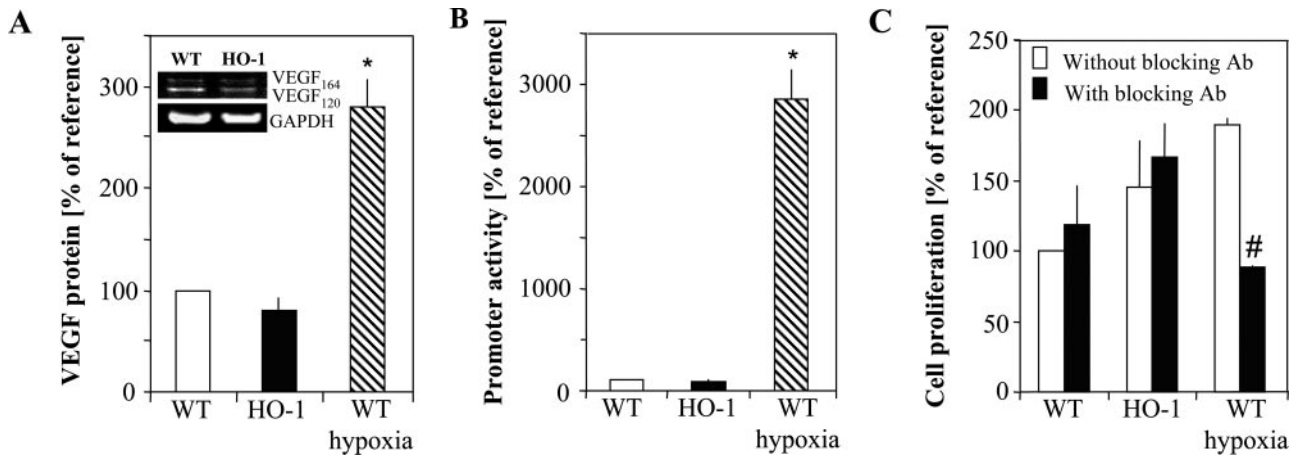 A
VEGF protein [% of reference]
300
200
100
0
WT HO-1
VEGF164
VEGF120
GAPDH
*
WT HO-1 WT
hypoxia
B
Promoter activity [% of reference]
3000
2000
1000
0
*
WT HO-1 WT
hypoxia
C
Cell proliferation [% of reference]
250
200
150
100
50
0
Without blocking Ab
With blocking Ab
#
WT HO-1 WT
hypoxia